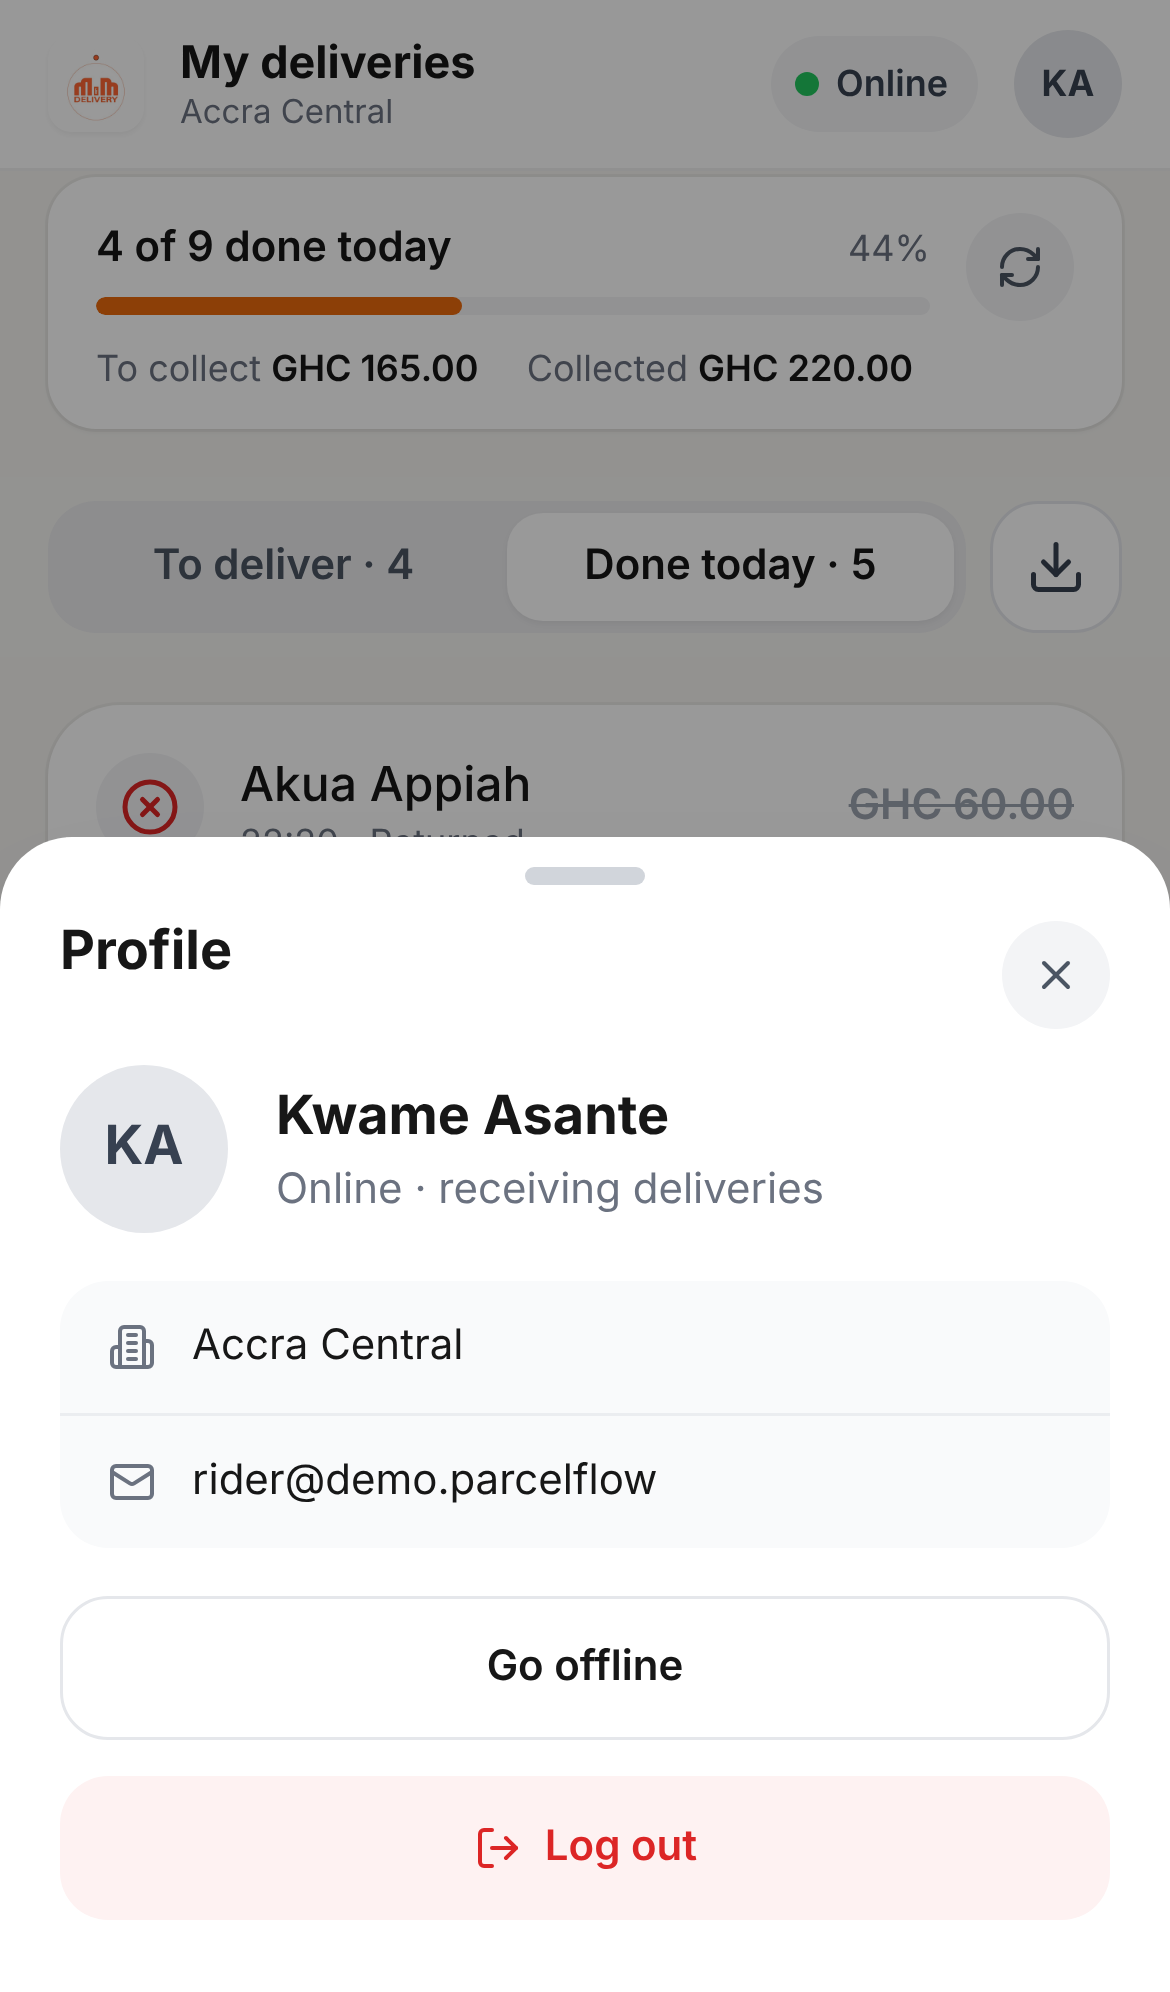 My deliveries
Accra Central
Online
KA
DELIVERY
4 of 9 done today
44%
To collect GHC 165.00
Collected GHC 220.00
To deliver · 4
Done today · 5
Akua Appiah
GHC 60.00
Profile
KA
Kwame Asante
Online · receiving deliveries
Accra Central
rider@demo.parcelflow
Go offline
Log out